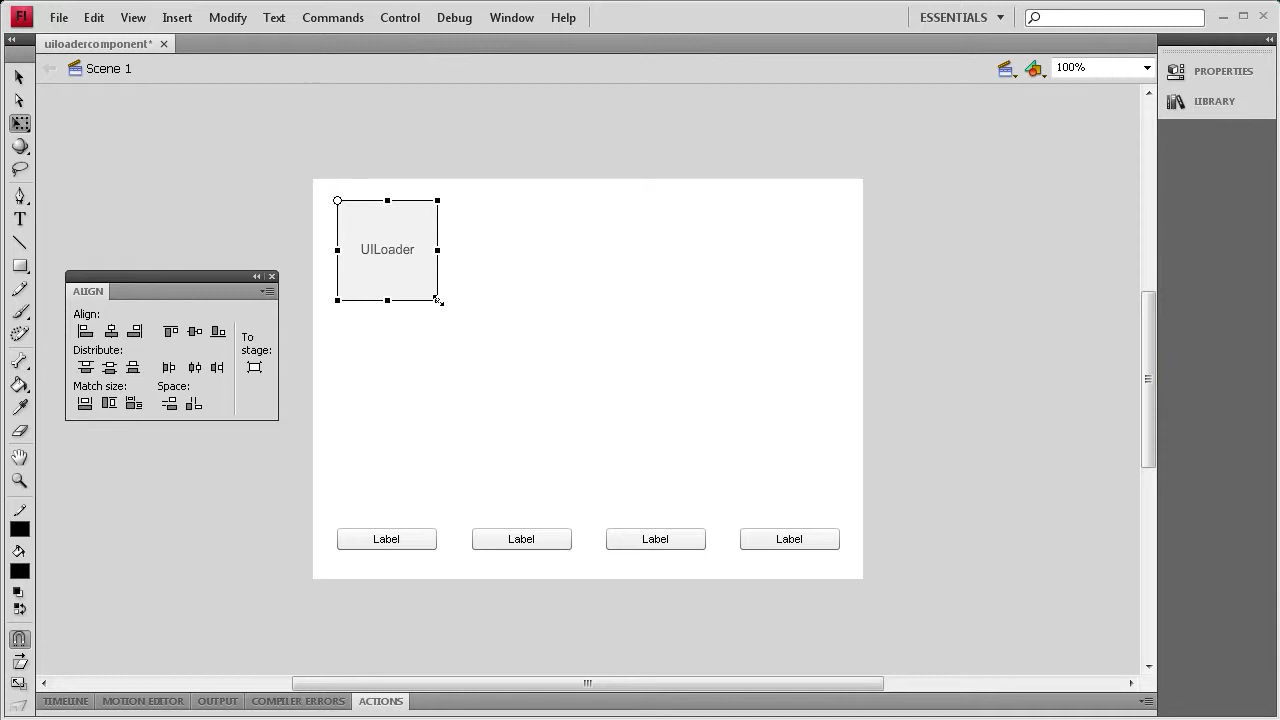 Fl File Edit View Insert Modify Text Commands Control Debug Window Help ESSENTIALS
uiloadercomponent*
Scene 1 100%
PROPERTIES
LIBRARY
UILoader
ALIGN
Align:
To
stage:
Distribute:
Match size: Space:
T
Label Label Label Label
TIMELINE MOTION EDITOR OUTPUT COMPILER ERRORS ACTIONS